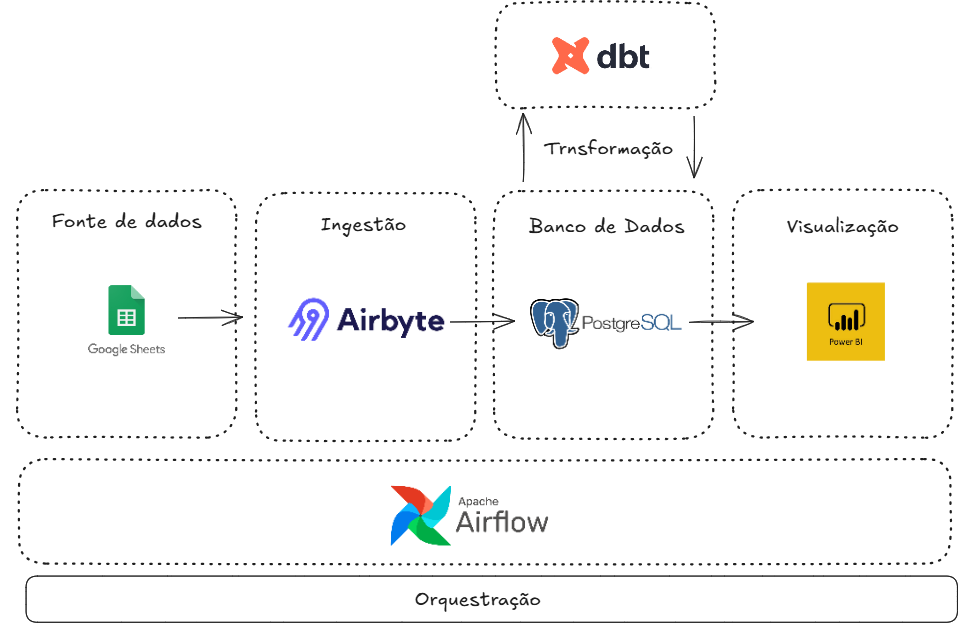 dbt
Trnsformação
Fonte de dados
Ingestão
Banco de Dados
Visualização
Google Sheets
Airbyte
PostgreSQL
Power BI
Apache
Airflow
Orquestração